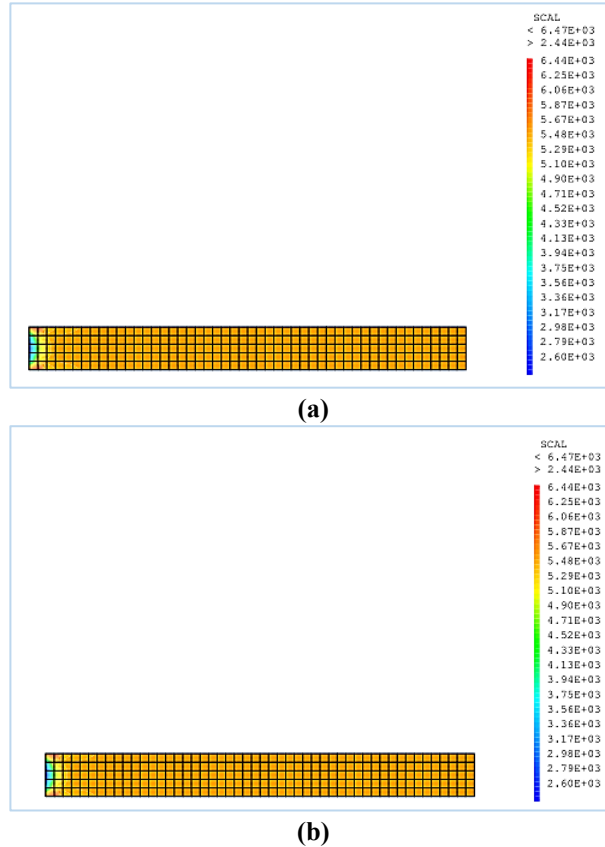 SCAL
< 6.47E+03
> 2.44E+03
6.44E+03
6.25E+03
6.06E+03
5.87E+03
5.67E+03
5.48E+03
5.29E+03
5.10E+03
4.90E+03
4.71E+03
4.52E+03
4.33E+03
4.13E+03
3.94E+03
3.75E+03
3.56E+03
3.36E+03
3.17E+03
2.98E+03
2.79E+03
2.60E+03
(a)
SCAL
< 6.47E+03
> 2.44E+03
6.44E+03
6.25E+03
6.06E+03
5.87E+03
5.67E+03
5.48E+03
5.29E+03
5.10E+03
4.90E+03
4.71E+03
4.52E+03
4.33E+03
4.13E+03
3.94E+03
3.75E+03
3.56E+03
3.36E+03
3.17E+03
2.98E+03
2.79E+03
2.60E+03
(b)